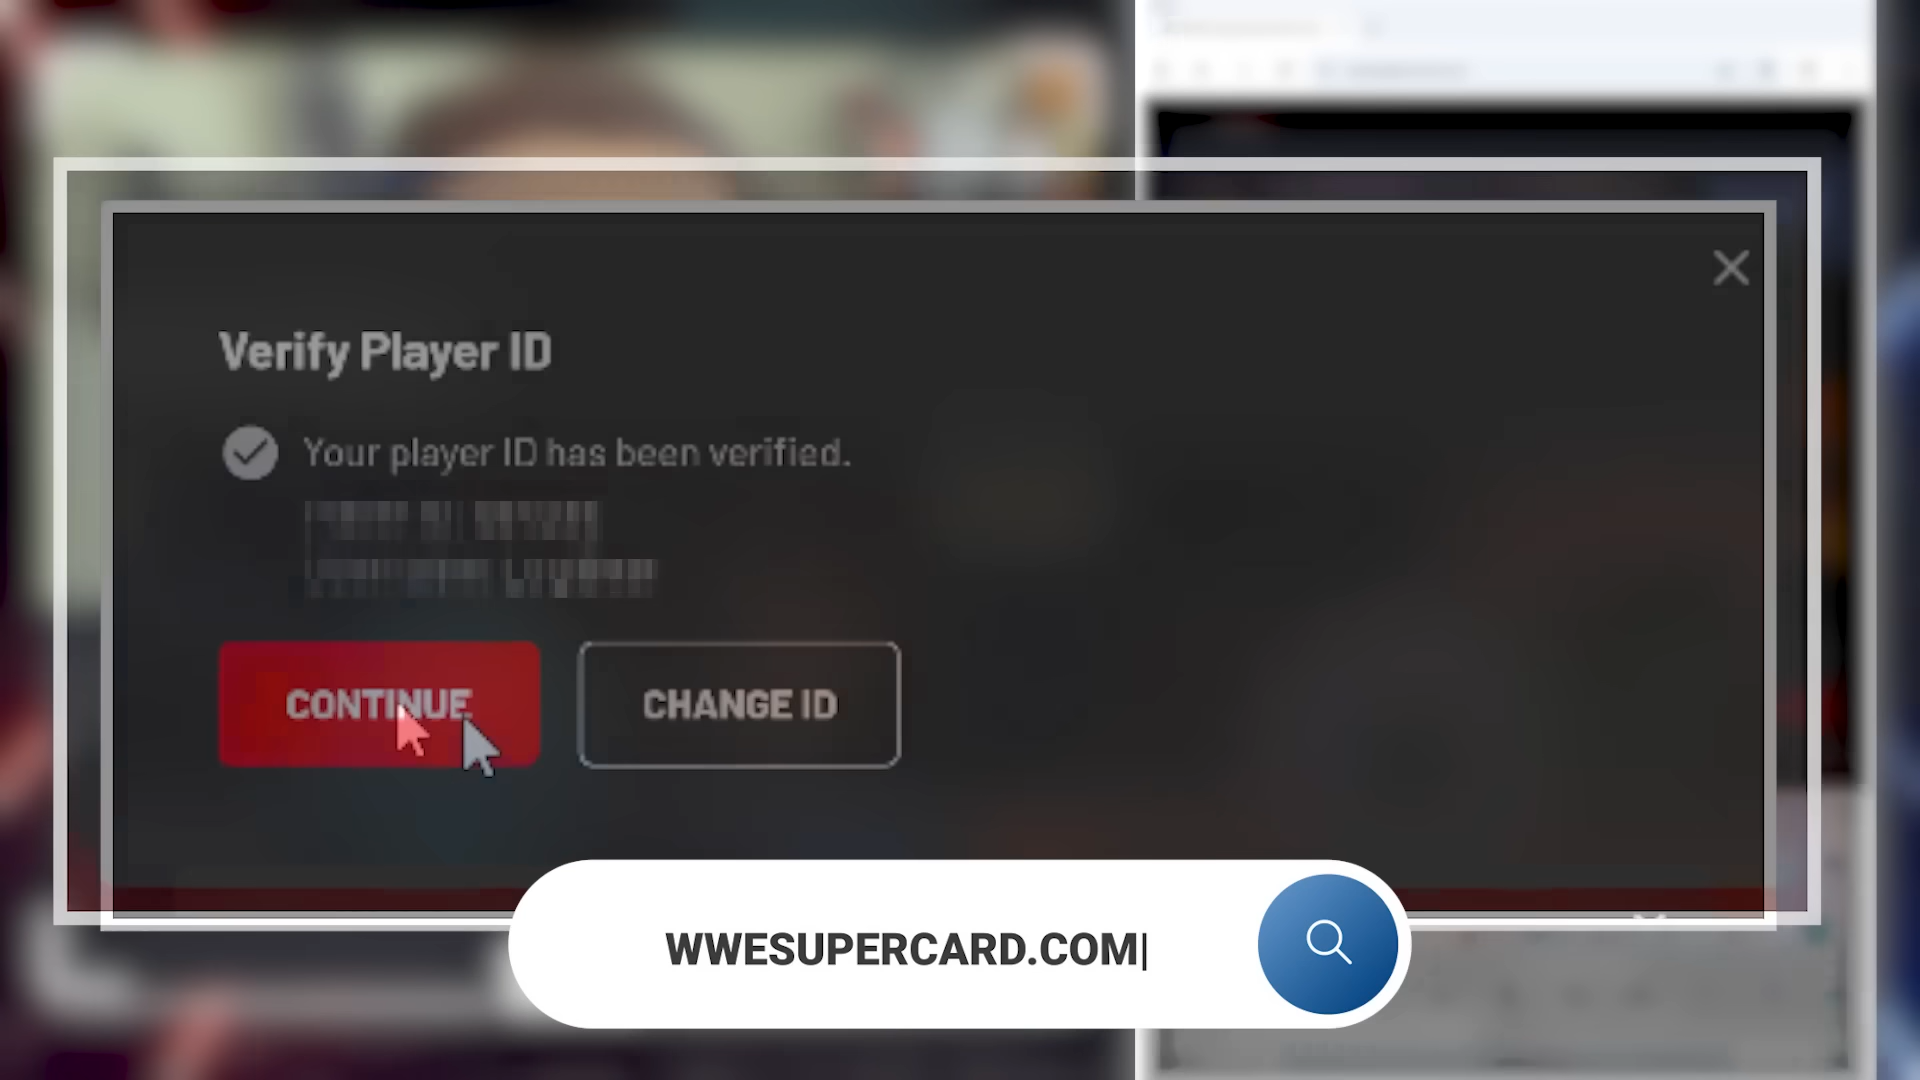 Verify Player ID
Your player ID has been verified.
CONTINUE
CHANGE ID
WWESUPERCARD.COM